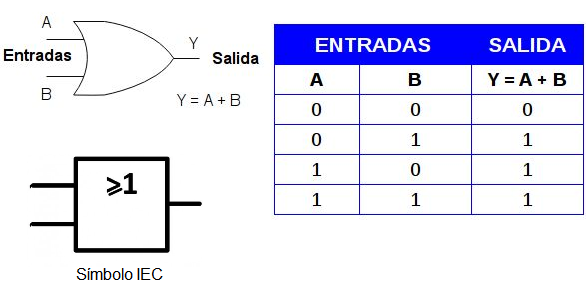 A
Entradas
B
Y
Salida
Y = A + B
≥1
Símbolo IEC
ENTRADAS SALIDA
A B Y = A + B
0 0 0
0 1 1
1 0 1
1 1 1